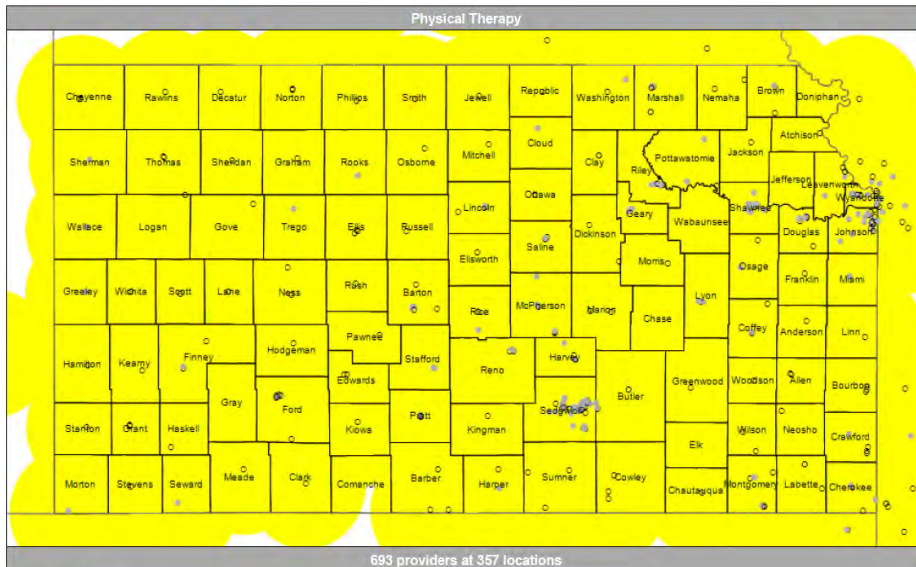 Physical Therapy
Cheyenne Rawlins Decatur Norton Phillips Smith Jewell Republic Washington Marshall Nemaha Brown Doniphan
Atchison
Sherman Thomas Sheridan Graham Rooks Osborne Mitchell Cloud Clay Riley Pottawatomie Jackson
Jefferson Leavenworth
Wyandotte
Lincoln Ottawa
Wallace Logan Gove Trego Ellis Russell Geary Wabaunsee Shawnee Douglas Johnson
Saline Dickinson
Ellsworth Morris Osage
Franklin Miami
Greeley Wichita Scott Lane Ness Rush Barton Rice McPherson Marion Chase Lyon
Pawnee Coffey Anderson Linn
Hamilton Kearny Finney Hodgeman Stafford
Reno Harvey
Edwards Butler Greenwood Woodson Allen Bourbon
Gray Ford
Stanton Grant Haskell Kiowa Pratt Kingman Sedgwick Wilson Neosho Crawford
Elk
Morton Stevens Seward Meade Clark Comanche Barber Harper Sumner Cowley Chautauqua Montgomery Labette Cherokee
693 providers at 357 locations